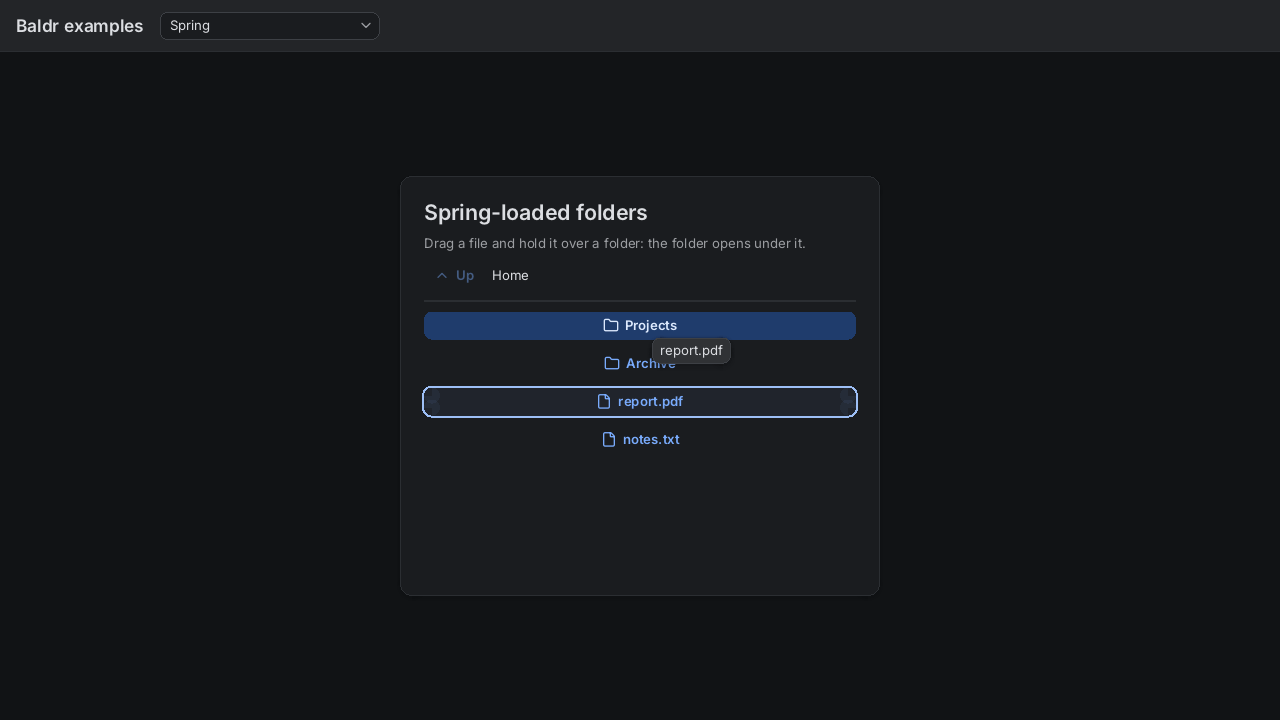 Baldr examples
Spring
Spring-loaded folders
Drag a file and hold it over a folder: the folder opens under it.
Up Home
Projects
report.pdf
Archive
report.pdf
notes.txt